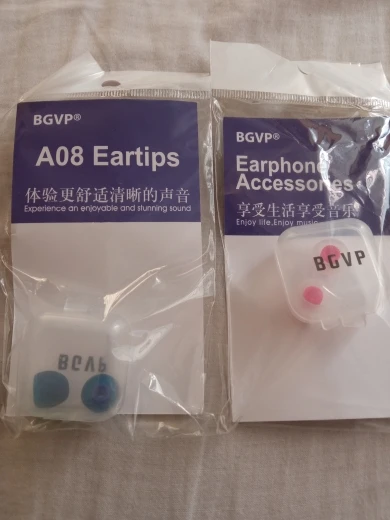 BGVP®
A08 Eartips
体验更舒适清晰的声音
Experience an enjoyable and stunning sound
BGVP
BGVP®
Earphone
Accessories
享受生活享受音乐
Enjoy life,Enjoy music
BGVP